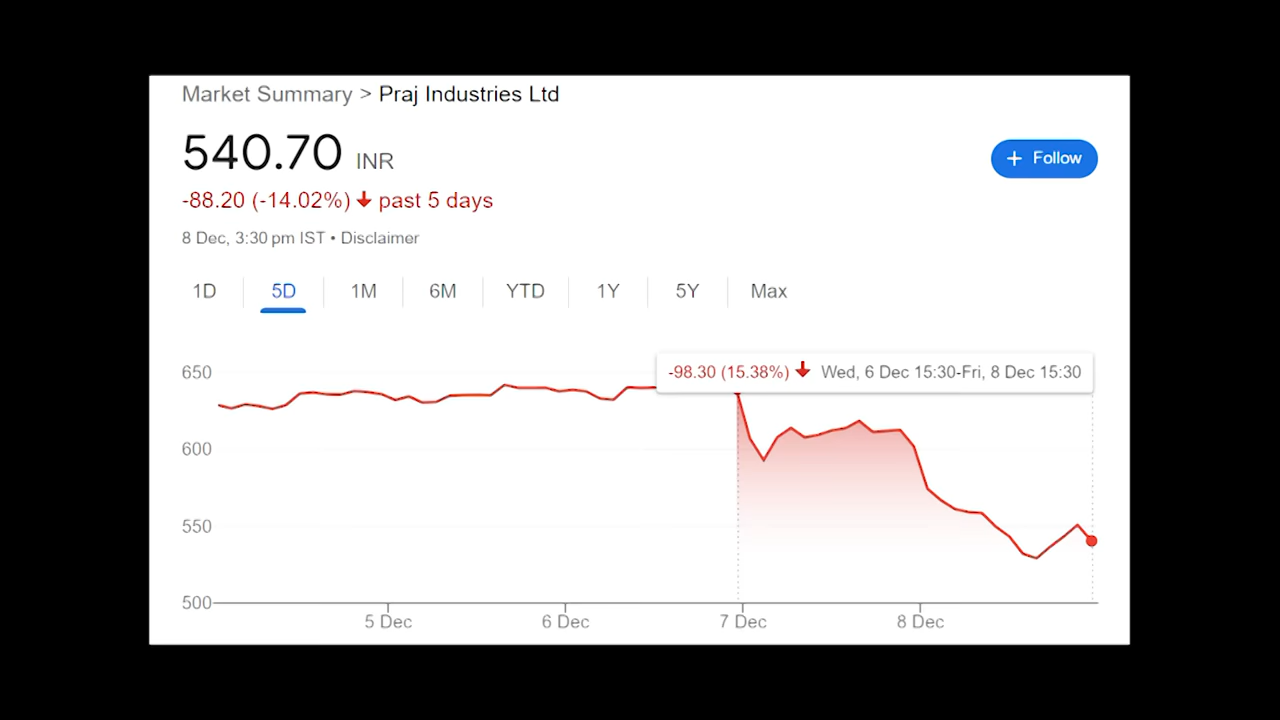 Market Summary > Praj Industries Ltd
540.70 INR
+ Follow
-88.20 (-14.02%) ↓ past 5 days
8 Dec, 3:30 pm IST • Disclaimer
1D 5D 1M 6M YTD 1Y 5Y Max
-98.30 (15.38%) ↓ Wed, 6 Dec 15:30-Fri, 8 Dec 15:30
650
600
550
500
5 Dec 6 Dec 7 Dec 8 Dec